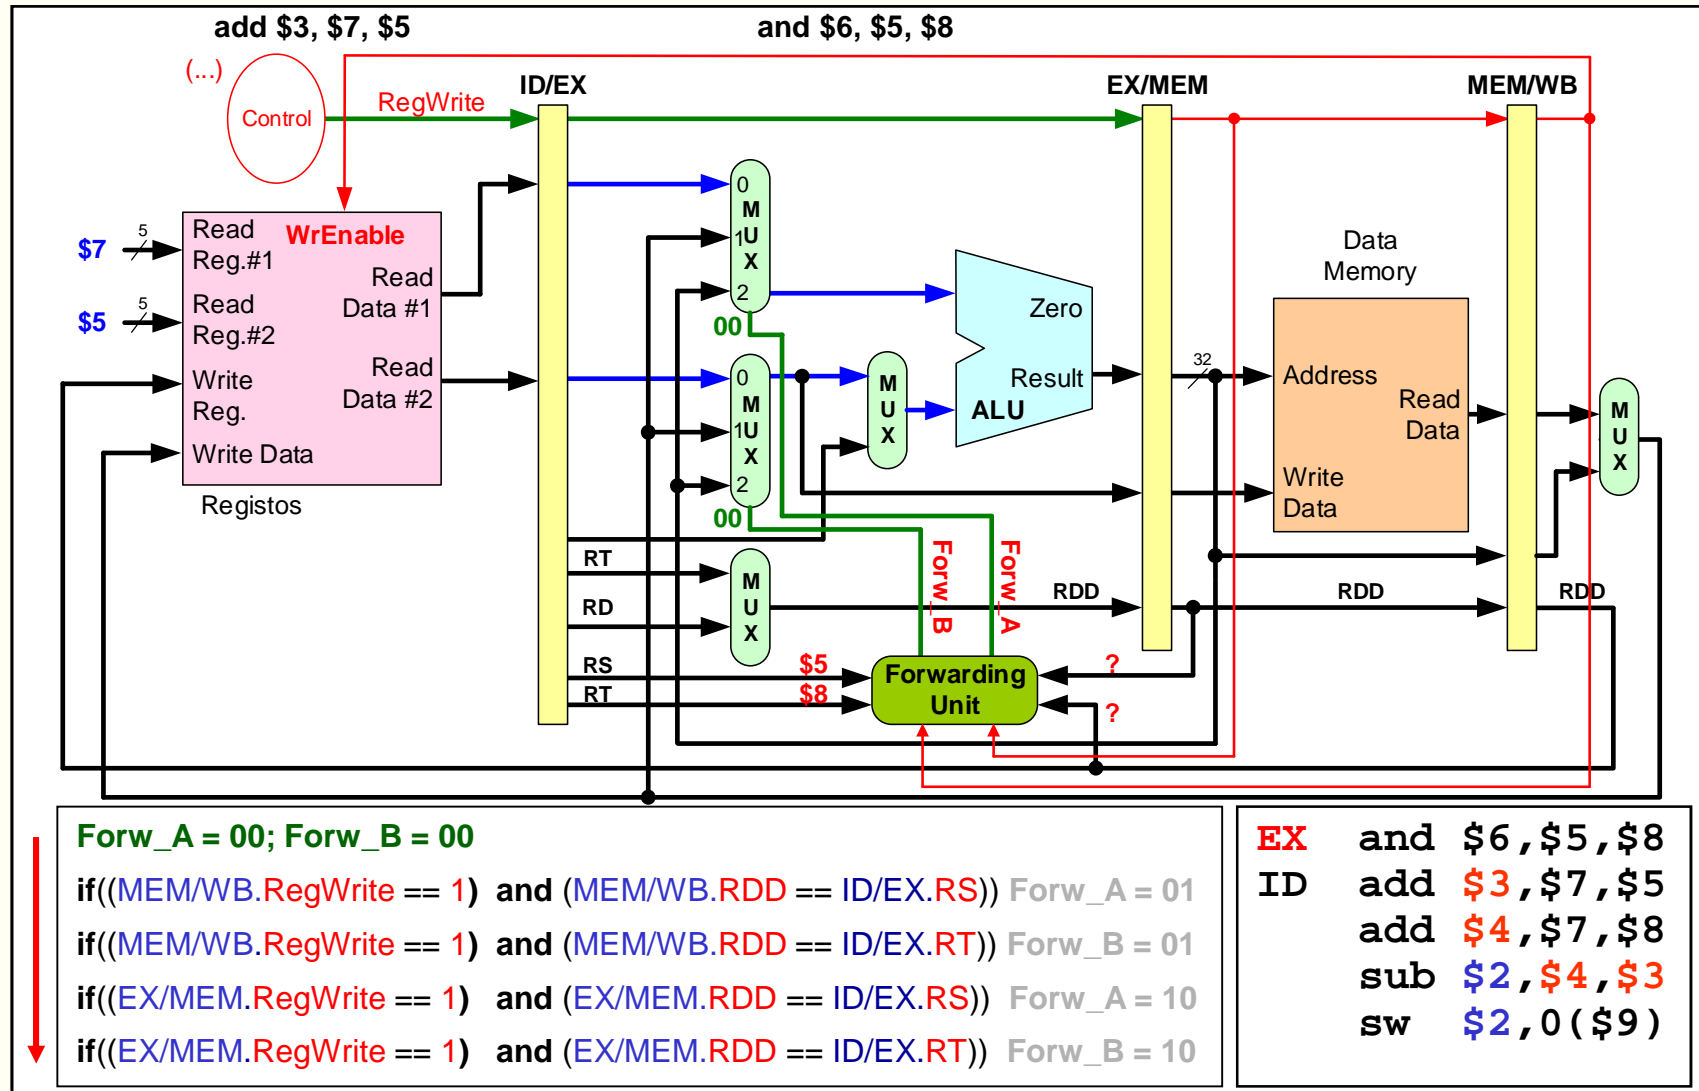 add $3, $7, $5
and $6, $5, $8
(...)
Control
RegWrite
ID/EX
EX/MEM
MEM/WB
$7
5
Read
Reg.#1
WrEnable
Read
Data #1
$5
5
Read
Reg.#2
Write
Reg.
Read
Data #2
Write Data
Registos
0
M
1U
X
2
00
0
M
1U
X
2
00
M
U
X
Zero
Result
ALU
32
Data
Memory
Address
Read
Data
Write
Data
M
U
X
RT
RD
M
U
X
Forw_B
Forw_A
RDD
RDD
RDD
RS
$5
RT
$8
Forwarding
Unit
?
?
Forw_A = 00; Forw_B = 00
if((MEM/WB.RegWrite == 1) and (MEM/WB.RDD == ID/EX.RS)) Forw_A = 01
if((MEM/WB.RegWrite == 1) and (MEM/WB.RDD == ID/EX.RT)) Forw_B = 01
if((EX/MEM.RegWrite == 1) and (EX/MEM.RDD == ID/EX.RS)) Forw_A = 10
if((EX/MEM.RegWrite == 1) and (EX/MEM.RDD == ID/EX.RT)) Forw_B = 10
EX and $6,$5,$8
ID add $3,$7,$5
add $4,$7,$8
sub $2,$4,$3
sw $2,0($9)